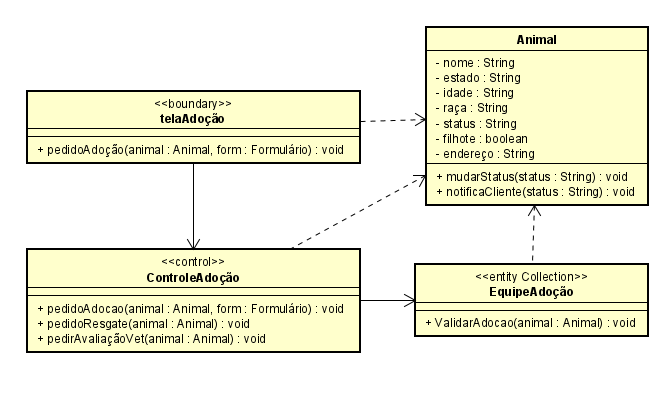 <<boundary>>
telaAdoção
+ pedidoAdoção(animal : Animal, form : Formulário) : void
Animal
- nome : String
- estado : String
- idade : String
- raça : String
- status : String
- filhote : boolean
- endereço : String
+ mudarStatus(status : String) : void
+ notificaCliente(status : String) : void
<<control>>
ControleAdoção
+ pedidoAdocao(animal : Animal, form : Formulário) : void
+ pedidoResgate(animal : Animal) : void
+ pedirAvaliaçãoVet(animal : Animal) : void
<<entity Collection>>
EquipeAdoção
+ ValidarAdocao(animal : Animal) : void